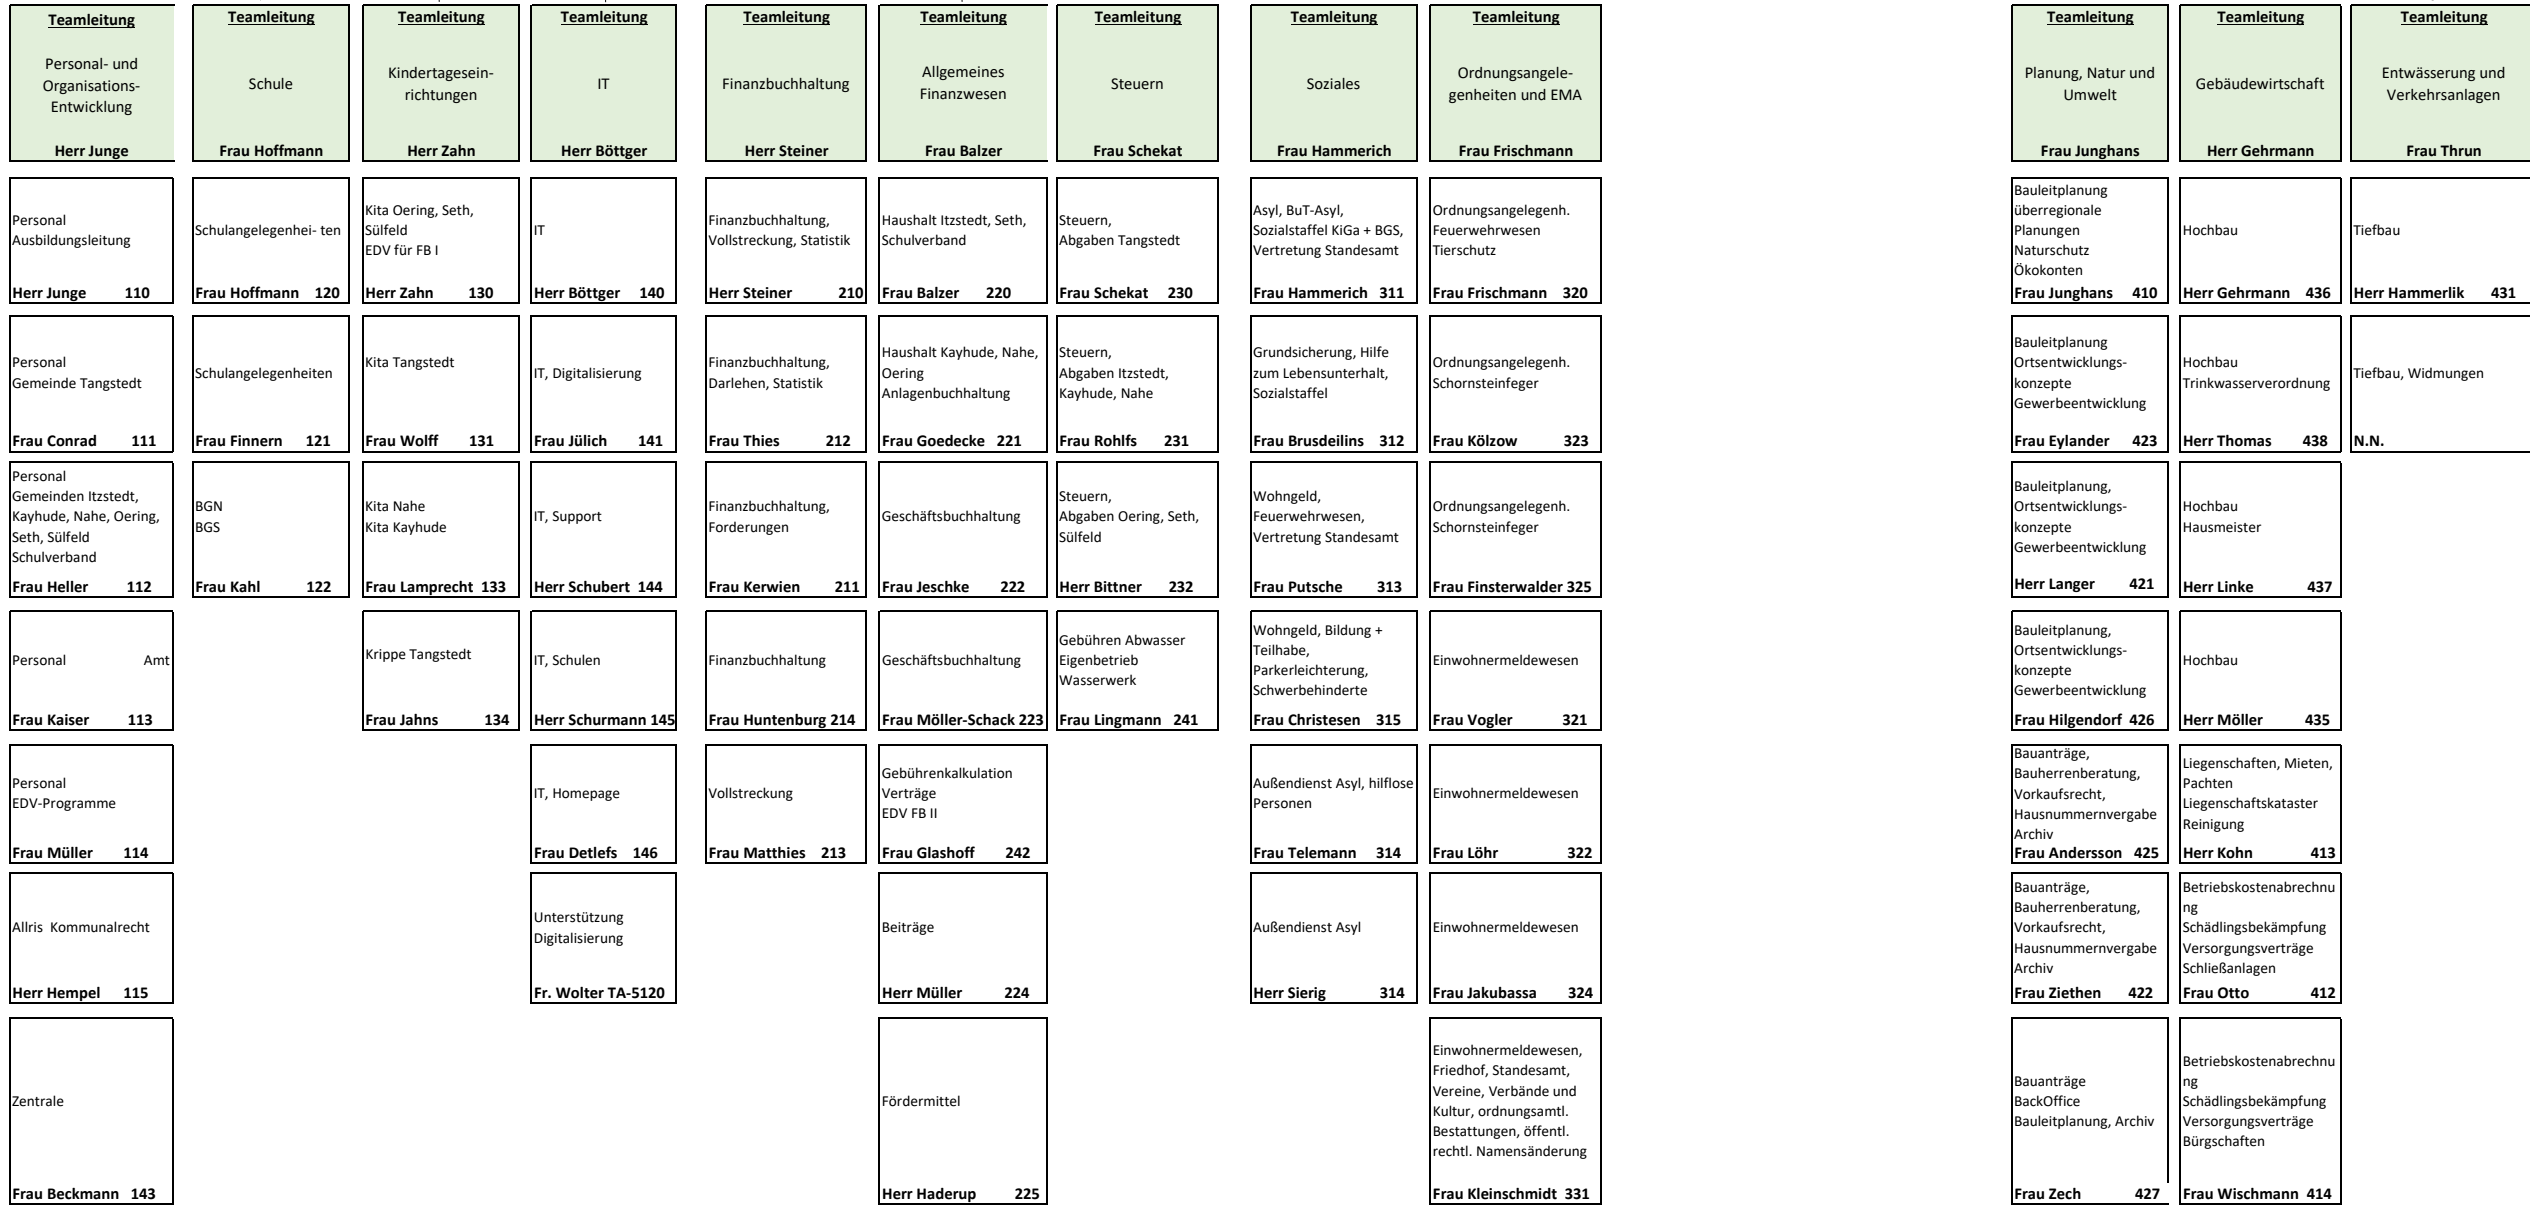 Teamleitung
Personal- und
Organisations-
Entwicklung
Herr Junge
Personal
Ausbildungsleitung
Herr Junge 110
Personal
Gemeinde Tangstedt
Frau Conrad 111
Personal
Gemeinden Itzstedt,
Kayhude, Nahe, Oering,
Seth, Sülfeld
Schulverband
Frau Heller 112
Personal Amt
Frau Kaiser 113
Personal
EDV-Programme
Frau Müller 114
Allris Kommunalrecht
Herr Hempel 115
Zentrale
Frau Beckmann 143
Teamleitung
Schule
Frau Hoffmann
Schulangelegenhei- ten
Frau Hoffmann 120
Schulangelegenheiten
Frau Finnern 121
BGN
BGS
Frau Kahl 122
Teamleitung
Kindertagesein-
richtungen
Herr Zahn
Kita Oering, Seth,
Sülfeld
EDV für FB I
Herr Zahn 130
Kita Tangstedt
Frau Wolff 131
Kita Nahe
Kita Kayhude
Frau Lamprecht 133
Krippe Tangstedt
Frau Jahns 134
Teamleitung
IT
Herr Böttger
IT
Herr Böttger 140
IT, Digitalisierung
Frau Jülich 141
IT, Support
Herr Schubert 144
IT, Schulen
Herr Schurmann 145
IT, Homepage
Frau Detlefs 146
Unterstützung
Digitalisierung
Fr. Wolter TA-5120
Teamleitung
Finanzbuchhaltung
Herr Steiner
Finanzbuchhaltung,
Vollstreckung, Statistik
Herr Steiner 210
Finanzbuchhaltung,
Darlehen, Statistik
Frau Thies 212
Finanzbuchhaltung,
Forderungen
Frau Kerwien 211
Finanzbuchhaltung
Frau Huntenburg 214
Vollstreckung
Frau Matthies 213
Teamleitung
Allgemeines
Finanzwesen
Frau Balzer
Haushalt Itzstedt, Seth,
Schulverband
Frau Balzer 220
Haushalt Kayhude, Nahe,
Oering
Anlagenbuchhaltung
Frau Goedecke 221
Geschäftsbuchhaltung
Frau Jeschke 222
Geschäftsbuchhaltung
Frau Möller-Schack 223
Gebührenkalkulation
Verträge
EDV FB II
Frau Glashoff 242
Beiträge
Herr Müller 224
Fördermittel
Herr Haderup 225
Teamleitung
Steuern
Frau Schekat
Steuern,
Abgaben Tangstedt
Frau Schekat 230
Steuern,
Abgaben Itzstedt,
Kayhude, Nahe
Frau Rohlfs 231
Steuern,
Abgaben Oering, Seth,
Sülfeld
Herr Bittner 232
Gebühren Abwasser
Eigenbetrieb
Wasserwerk
Frau Lingmann 241
Teamleitung
Soziales
Frau Hammerich
Asyl, BuT-Asyl,
Sozialstaffel KiGa + BGS,
Vertretung Standesamt
Frau Hammerich 311
Grundsicherung, Hilfe
zum Lebensunterhalt,
Sozialstaffel
Frau Brusdeilins 312
Wohngeld,
Feuerwehrwesen,
Vertretung Standesamt
Frau Putsche 313
Wohngeld, Bildung +
Teilhabe,
Parkerleichterung,
Schwerbehinderte
Frau Christesen 315
Außendienst Asyl, hilflose
Personen
Frau Telemann 314
Außendienst Asyl
Herr Sierig 314
Teamleitung
Ordnungsangele-
genheiten und EMA
Frau Frischmann
Ordnungsangelegenh.
Feuerwehrwesen
Tierschutz
Frau Frischmann 320
Ordnungsangelegenh.
Schornsteinfeger
Frau Kölzow 323
Ordnungsangelegenh.
Schornsteinfeger
Frau Finsterwalder 325
Einwohnermeldewesen
Frau Vogler 321
Einwohnermeldewesen
Frau Löhr 322
Einwohnermeldewesen
Frau Jakubassa 324
Einwohnermeldewesen,
Friedhof, Standesamt,
Vereine, Verbände und
Kultur, ordnungsamtl.
Bestattungen, öffentl.
rechtl. Namensänderung
Frau Kleinschmidt 331
Teamleitung
Planung, Natur und
Umwelt
Frau Junghans
Bauleitplanung
überregionale
Planungen
Naturschutz
Ökokonten
Frau Junghans 410
Bauleitplanung
Ortsentwicklungs-
konzepte
Gewerbeentwicklung
Frau Eylander 423
Bauleitplanung,
Ortsentwicklungs-
konzepte
Gewerbeentwicklung
Herr Langer 421
Bauleitplanung,
Ortsentwicklungs-
konzepte
Gewerbeentwicklung
Frau Hilgendorf 426
Bauanträge,
Bauherrenberatung,
Vorkaufsrecht,
Hausnummernvergabe
Archiv
Frau Andersson 425
Bauanträge,
Bauherrenberatung,
Vorkaufsrecht,
Hausnummernvergabe
Archiv
Frau Ziethen 422
Bauanträge
BackOffice
Bauleitplanung, Archiv
Frau Zech 427
Teamleitung
Gebäudewirtschaft
Herr Gehrmann
Hochbau
Herr Gehrmann 436
Hochbau
Trinkwasserverordnung
Herr Thomas 438
Hochbau
Hausmeister
Herr Linke 437
Hochbau
Herr Möller 435
Liegenschaften, Mieten,
Pachten
Liegenschaftskataster
Reinigung
Herr Kohn 413
Betriebskostenabrechnu
ng
Schädlingsbekämpfung
Versorgungsverträge
Schließanlagen
Frau Otto 412
Betriebskostenabrechnu
ng
Schädlingsbekämpfung
Versorgungsverträge
Bürgschaften
Frau Wischmann 414
Teamleitung
Entwässerung und
Verkehrsanlagen
Frau Thrun
Tiefbau
Herr Hammerlik 431
Tiefbau, Widmungen
N.N.